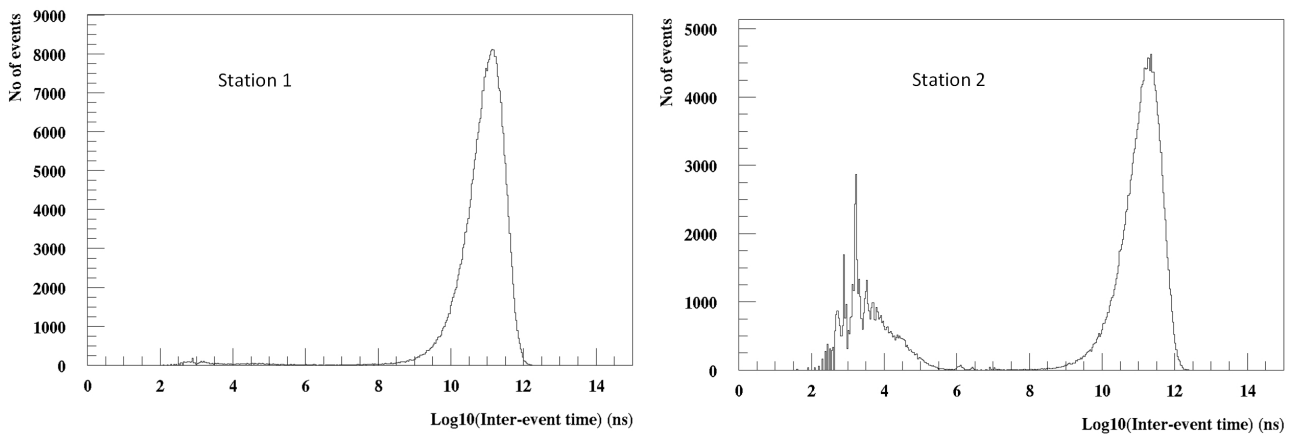 No of events
9000
8000
7000
6000
5000
4000
3000
2000
1000
0
Station 1
0 2 4 6 8 10 12 14
Log10(Inter-event time) (ns)
No of events
5000
4000
3000
2000
1000
0
Station 2
0 2 4 6 8 10 12 14
Log10(Inter-event time) (ns)